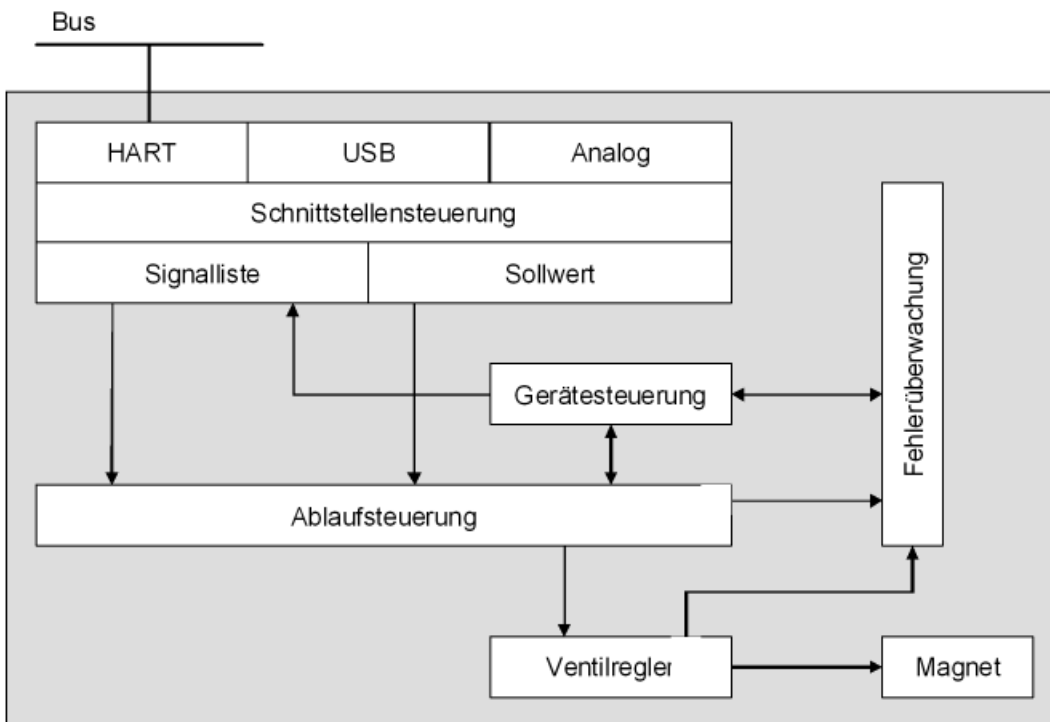 Bus
HART
USB
Analog
Schnittstellensteuerung
Signalliste
Sollwert
Gerätesteuerung
Fehlerüberwachung
Ablaufsteuerung
Ventilregler
Magnet